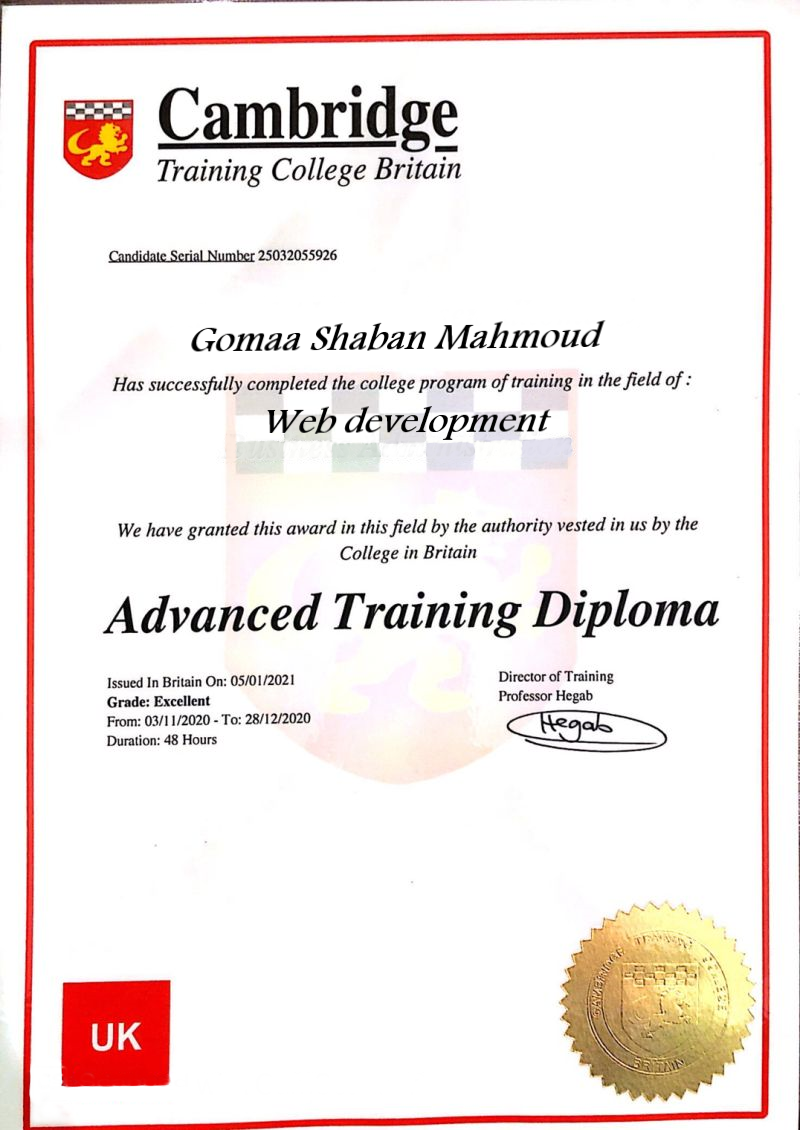 Cambridge
Training College Britain
Candidate Serial Number 25032055926
Gomaa Shaban Mahmoud
Has successfully completed the college program of training in the field of :
Web development
We have granted this award in this field by the authority vested in us by the
College in Britain
Advanced Training Diploma
Issued In Britain On: 05/01/2021
Grade: Excellent
From: 03/11/2020 - To: 28/12/2020
Duration: 48 Hours
Director of Training
Professor Hegab
Hegab
UK
CAMBRIDGE TRAINING COLLEGE
BRITAIN